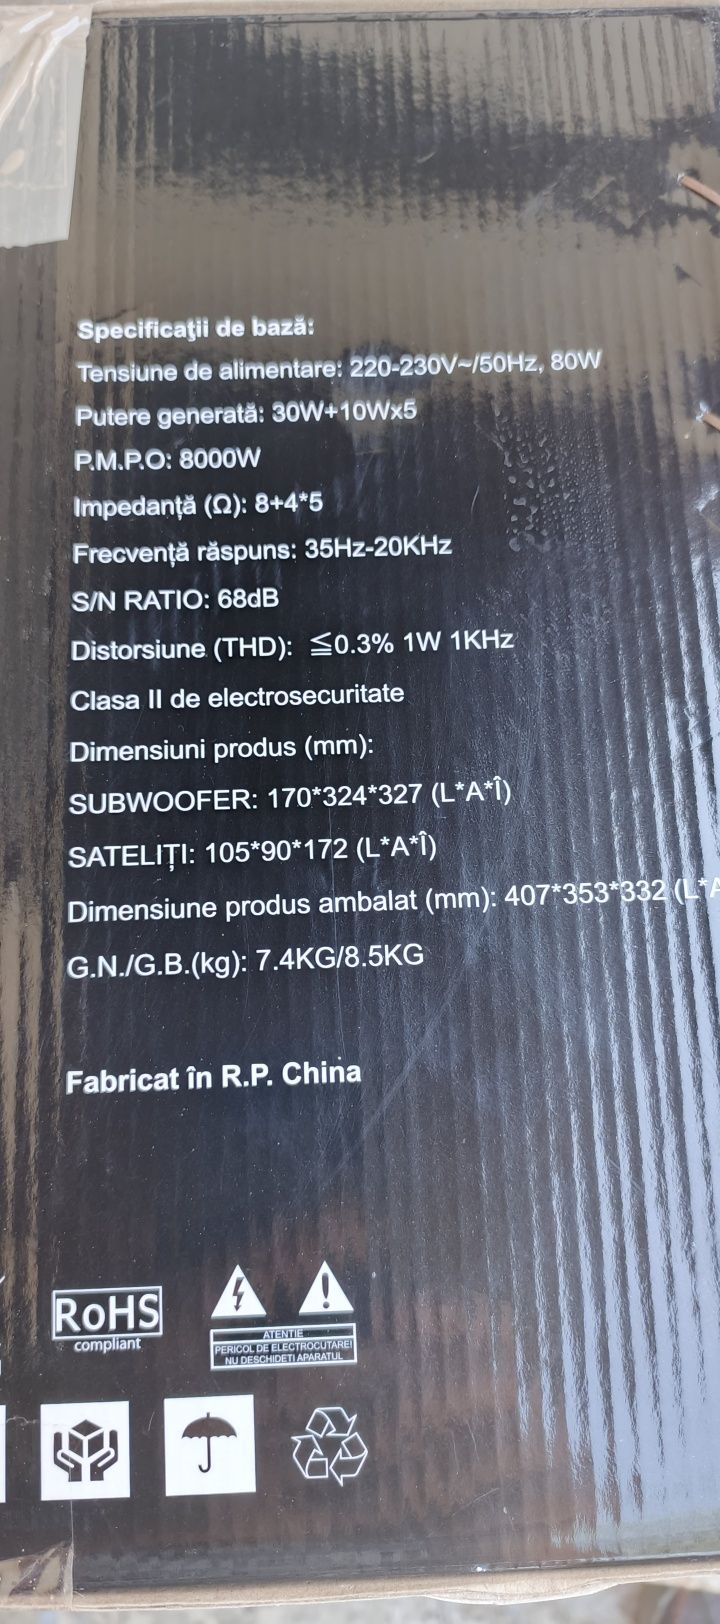 Specificaţii de bază:
Tensiune de alimentare: 220-230V~/50Hz, 80W
Putere generată: 30W+10Wx5
P.M.P.O: 8000W
Impedanță (Ω): 8+4*5
Frecvență răspuns: 35Hz-20KHz
S/N RATIO: 68dB
Distorsiune (THD): ≦0.3% 1W 1KHz
Clasa II de electrosecuritate
Dimensiuni produs (mm):
SUBWOOFER: 170*324*327 (L*A*Î)
SATELIȚI: 105*90*172 (L*A*Î)
Dimensiune produs ambalat (mm): 407*353*332 (L*A
G.N./G.B.(kg): 7.4KG/8.5KG
Fabricat în R.P. China
RoHS
compliant
ATENTIE
PERICOL DE ELECTROCUTARE!
NU DESCHIDETI APARATUL